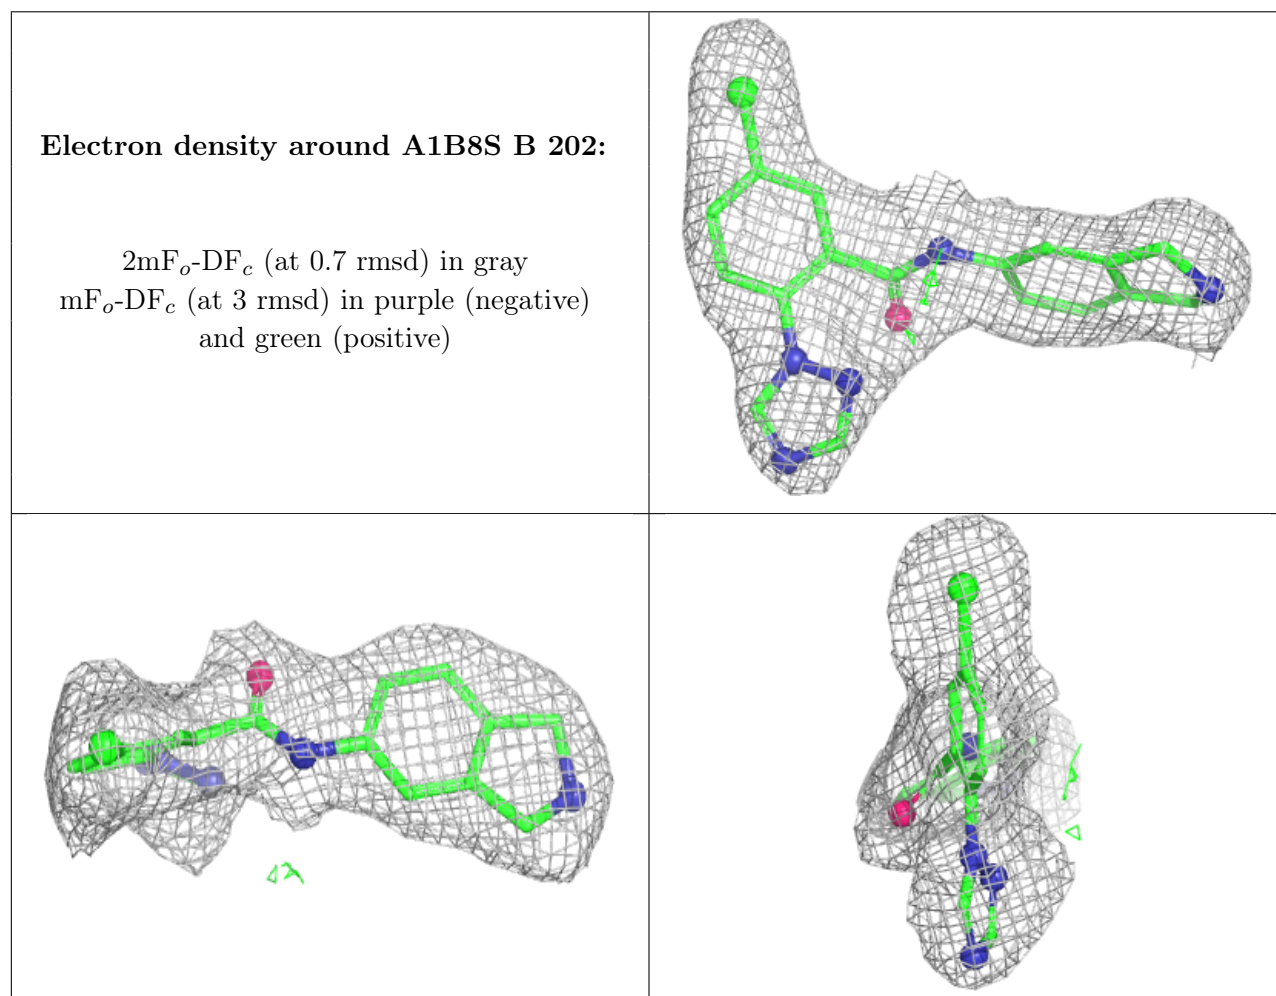 Electron density around A1B8S B 202:
2mFo-DFc (at 0.7 rmsd) in gray
mFo-DFc (at 3 rmsd) in purple (negative)
and green (positive)